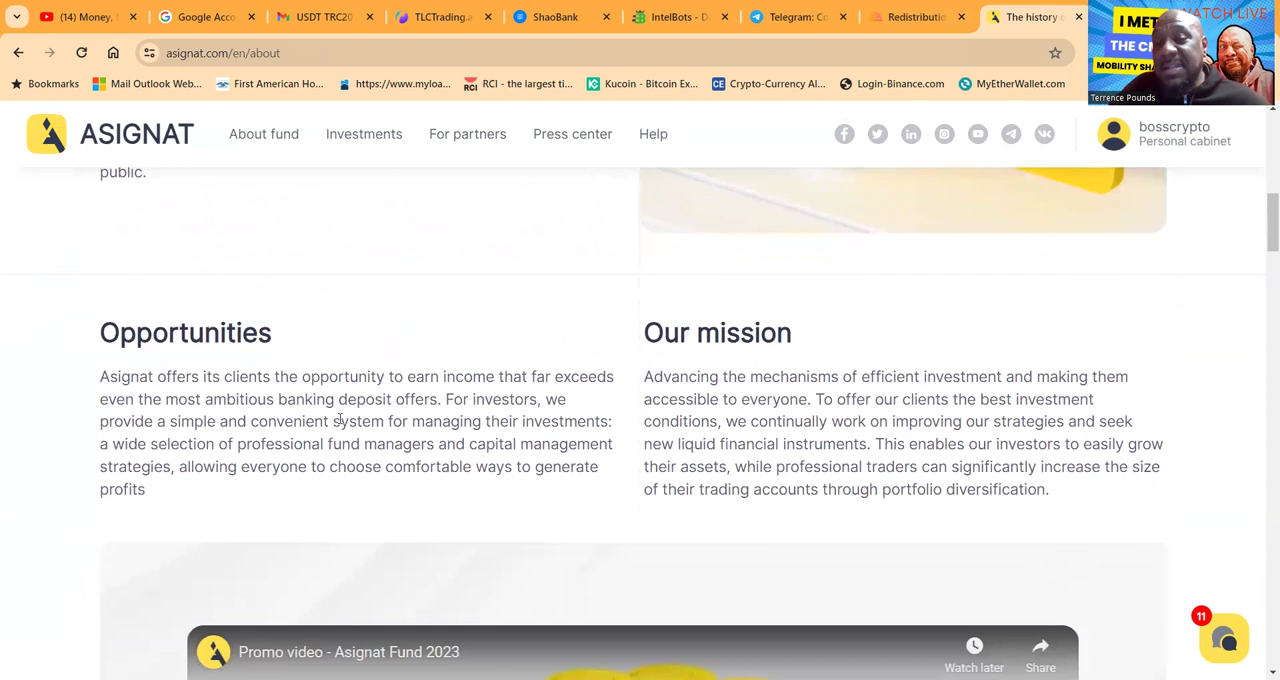 (14) Money,
Google Acco
USDT TRC20
TLCTrading.a
ShaoBank
IntelBots - D
Telegram: Co
Redistributio
The history o
asignat.com/en/about
Bookmarks
Mail Outlook Web...
First American Ho...
https://www.myloa...
RCI
RCI - the largest ti...
Kucoin - Bitcoin Ex...
CE
Crypto-Currency Al...
Login-Binance.com
MyEtherWallet.com
WATCH LIVE
I MET
THE
MOBILITY
Terrence Pounds
ASIGNAT
About fund
Investments
For partners
Press center
Help
bosscrypto
Personal cabinet
public.
Opportunities
Asignat offers its clients the opportunity to earn income that far exceeds
even the most ambitious banking deposit offers. For investors, we
provide a simple and convenient system for managing their investments:
a wide selection of professional fund managers and capital management
strategies, allowing everyone to choose comfortable ways to generate
profits
Our mission
Advancing the mechanisms of efficient investment and making them
accessible to everyone. To offer our clients the best investment
conditions, we continually work on improving our strategies and seek
new liquid financial instruments. This enables our investors to easily grow
their assets, while professional traders can significantly increase the size
of their trading accounts through portfolio diversification.
Promo video - Asignat Fund 2023
Watch later
Share
11